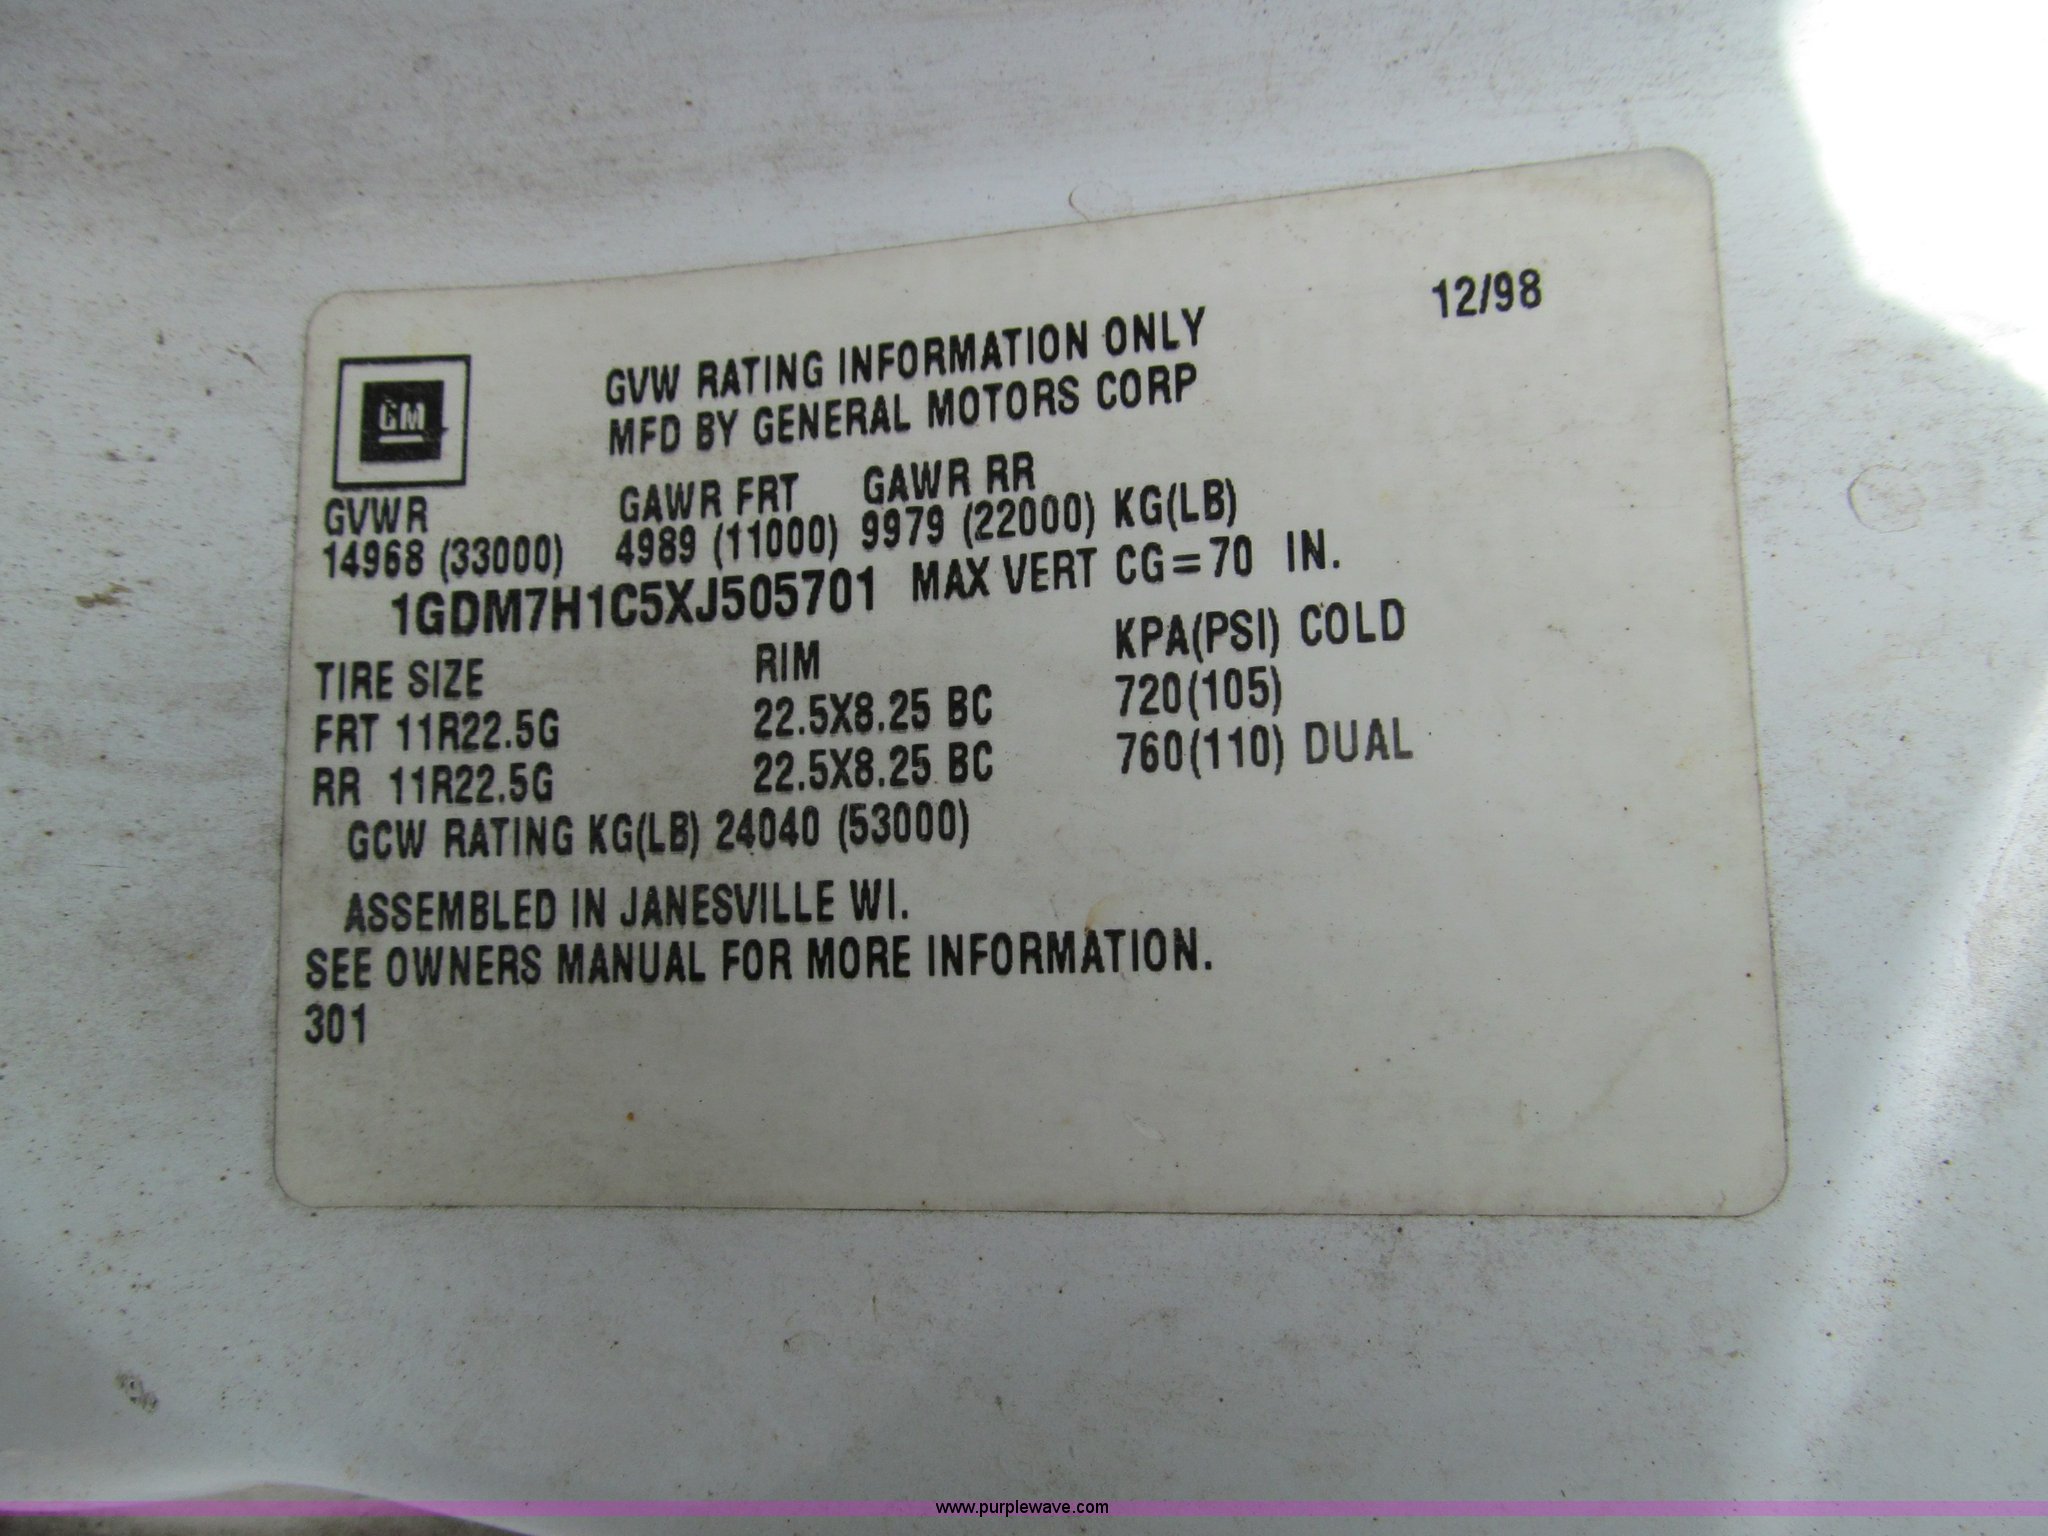 12/98
GM
GVW RATING INFORMATION ONLY
MFD BY GENERAL MOTORS CORP
GVWR GAWR FRT GAWR RR
14968 (33000) 4989 (11000) 9979 (22000) KG(LB)
1GDM7H1C5XJ505701 MAX VERT CG=70 IN.
TIRE SIZE RIM KPA(PSI) COLD
FRT 11R22.5G 22.5X8.25 BC 720(105)
RR 11R22.5G 22.5X8.25 BC 760(110) DUAL
GCW RATING KG(LB) 24040 (53000)
ASSEMBLED IN JANESVILLE WI.
SEE OWNERS MANUAL FOR MORE INFORMATION.
301
www.purplewave.com